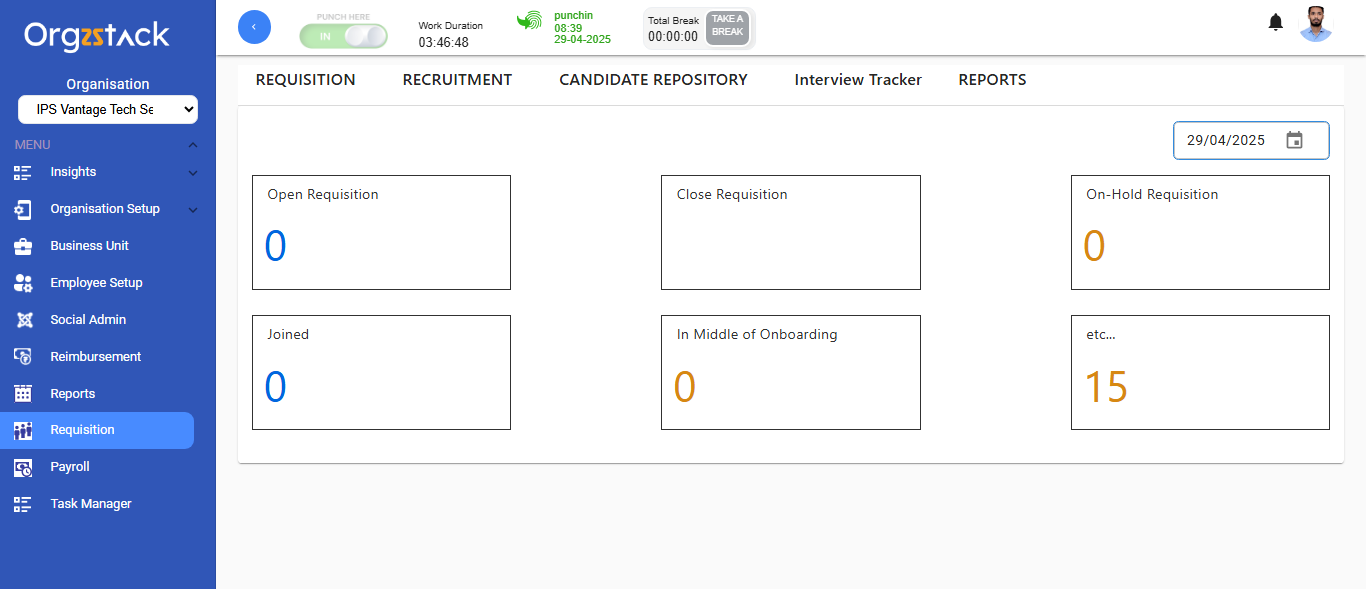 Orgzstack
Organisation
IPS Vantage Tech Se
MENU
Insights
Organisation Setup
Business Unit
Employee Setup
Social Admin
Reimbursement
Reports
Requisition
Payroll
Task Manager
PUNCH HERE
IN
Work Duration
03:46:48
punchin
08:39
29-04-2025
Total Break
00:00:00
TAKE A
BREAK
REQUISITION RECRUITMENT CANDIDATE REPOSITORY Interview Tracker REPORTS
29/04/2025
Open Requisition
0
Close Requisition
On-Hold Requisition
0
Joined
0
In Middle of Onboarding
0
etc...
15